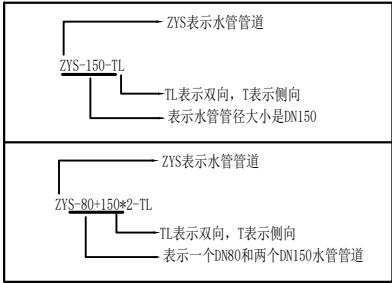 ZYS表示水管管道
ZYS-150-TL
TL表示双向，T表示侧向
表示水管管径大小是DN150
ZYS表示水管管道
ZYS-80+150*2-TL
TL表示双向，T表示侧向
表示一个DN80和两个DN150水管管道